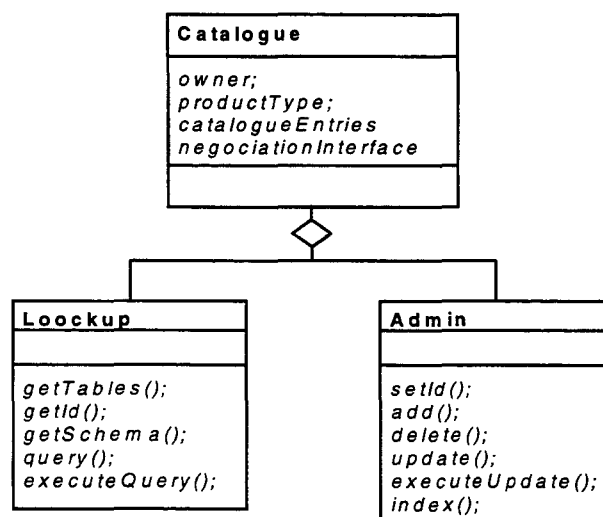 Catalogue
owner;
productType;
catalogueEntries
negociationInterface
Loockup
getTables();
getId();
getSchema();
query();
executeQuery();
Admin
setId();
add();
delete();
update();
executeUpdate();
index();